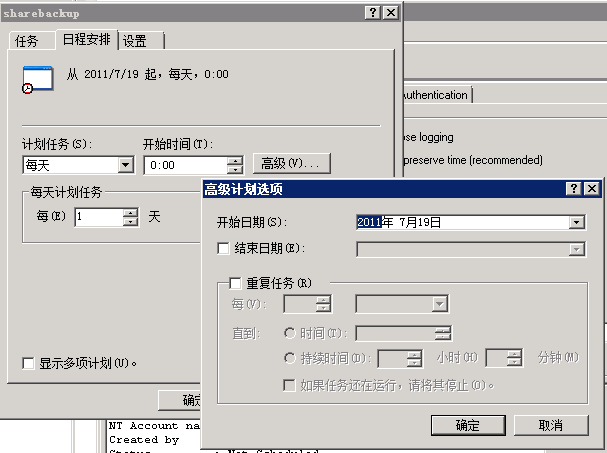 sharebackup
任务 日程安排 设置
从 2011/7/19 起，每天，0:00
uthentication
计划任务(S): 开始时间(T):
每天 0:00 高级(V)...
ose logging
preserve time (recommended)
每天计划任务
每(E) 1 天
高级计划选项
开始日期(S): 2011年 7月19日
结束日期(E):
重复任务(R)
每(V):
直到: 时间(T):
持续时间(D): 小时(H) 分钟(M)
如果任务还在运行，请将其停止(O)。
显示多项计划(U)。
确定 取消
确定
NT Account na
Created by
: Not Scheduled